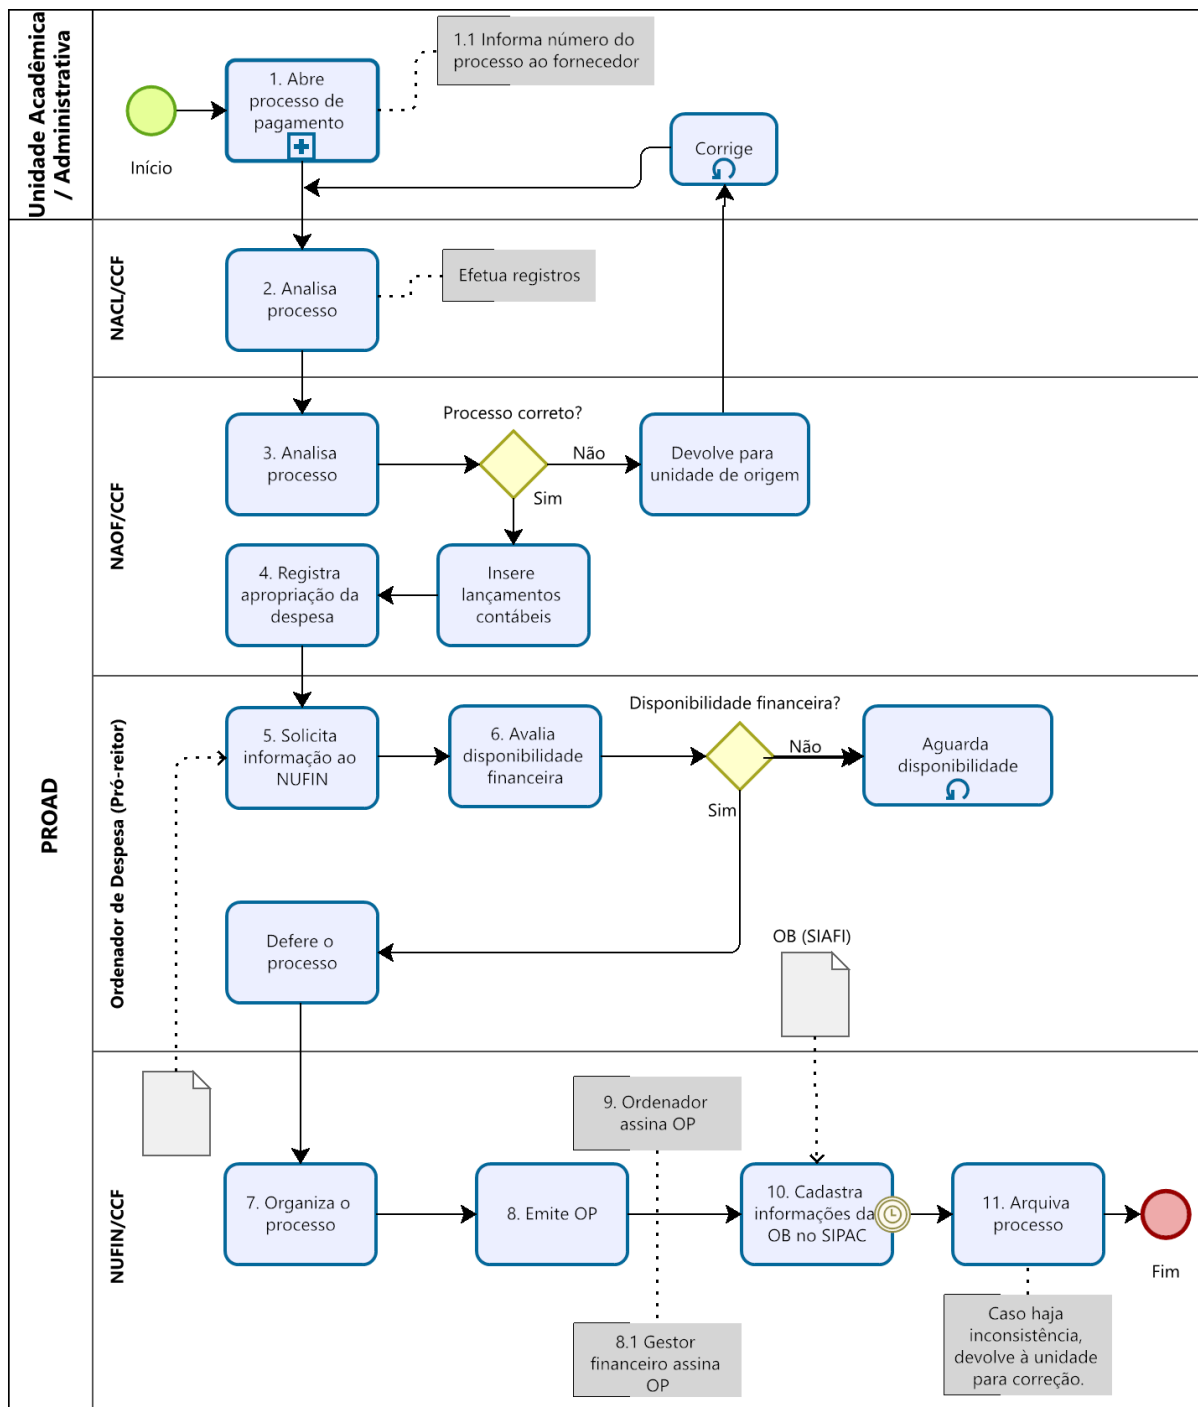 Unidade Acadêmica
/ Administrativa
Início
1. Abre
processo de
pagamento
1.1 Informa número do
processo ao fornecedor
Corrige
PROAD
NACL/CCF
2. Analisa
processo
Efetua registros
NAOF/CCF
3. Analisa
processo
Processo correto?
Não
Sim
Devolve para
unidade de origem
4. Registra
apropriação da
despesa
Insere
lançamentos
contábeis
Ordenador de Despesa (Pró-reitor)
5. Solicita
informação ao
NUFIN
6. Avalia
disponibilidade
financeira
Disponibilidade financeira?
Não
Sim
Aguarda
disponibilidade
Defere o
processo
OB (SIAFI)
NUFIN/CCF
7. Organiza o
processo
8. Emite OP
9. Ordenador
assina OP
8.1 Gestor
financeiro assina
OP
10. Cadastra
informações da
OB no SIPAC
11. Arquiva
processo
Fim
Caso haja
inconsistência,
devolve à unidade
para correção.